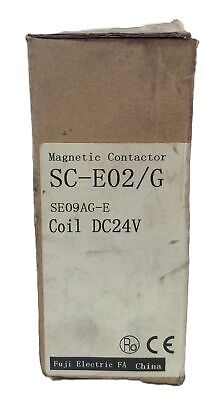 Magnetic Contactor
SC-E02/G
SE09AG-E
Coil DC24V
CE
Fuji Electric FA China